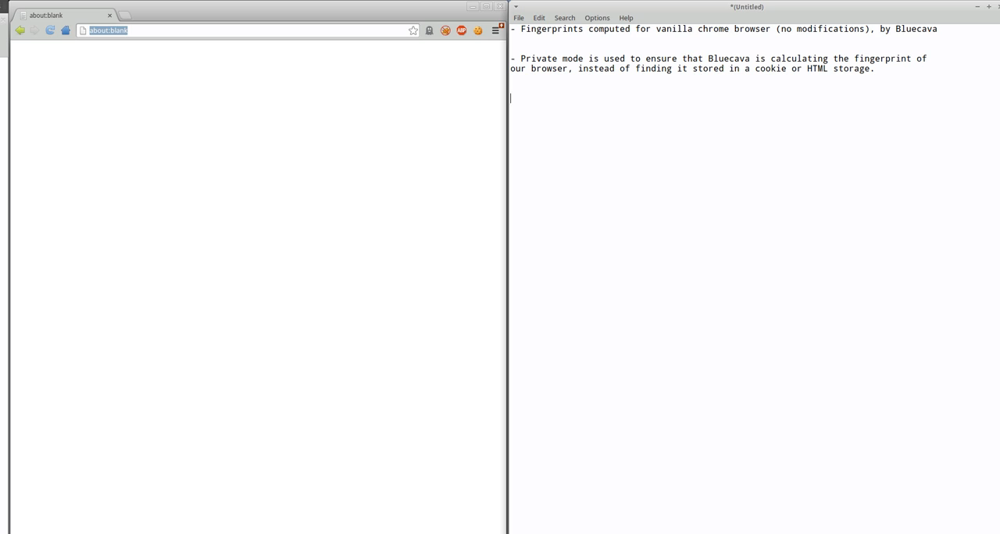 about:blank
about:blank
ABP
*(Untitled)
File Edit Search Options Help
- Fingerprints computed for vanilla chrome browser (no modifications), by Bluecava
- Private mode is used to ensure that Bluecava is calculating the fingerprint of
our browser, instead of finding it stored in a cookie or HTML storage.